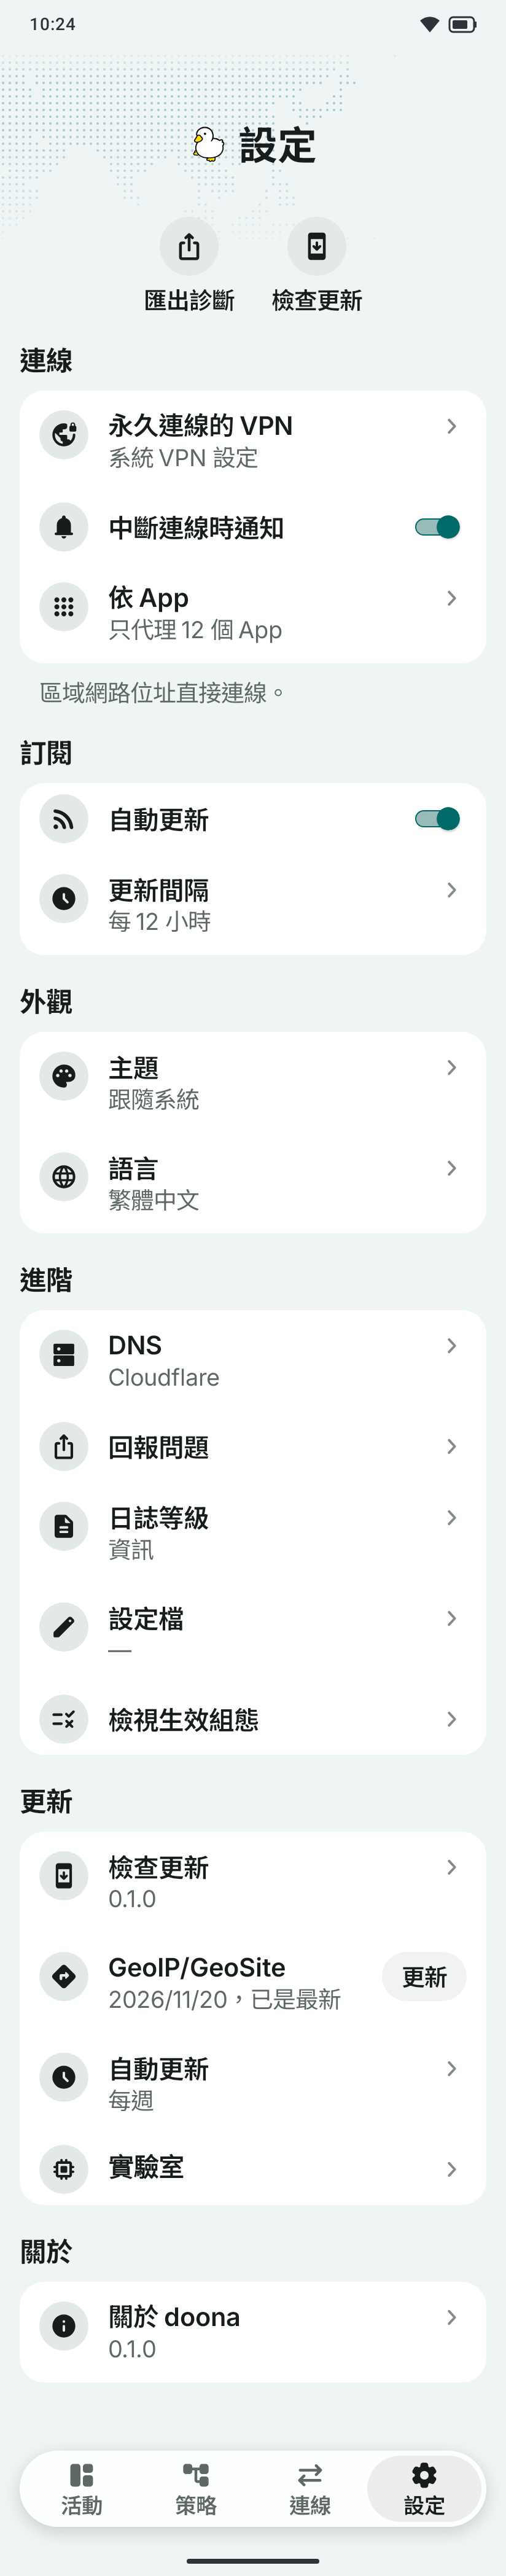 10:24
設定
匯出診斷
檢查更新
連線
永久連線的 VPN
系統 VPN 設定
中斷連線時通知
依 App
只代理 12 個 App
區域網路位址直接連線。
訂閱
自動更新
更新間隔
每 12 小時
外觀
主題
跟隨系統
語言
繁體中文
進階
DNS
Cloudflare
回報問題
日誌等級
資訊
設定檔
—
檢視生效組態
更新
檢查更新
0.1.0
GeoIP/GeoSite
2026/11/20，已是最新
更新
自動更新
每週
實驗室
關於
關於 doona
0.1.0
活動
策略
連線
設定